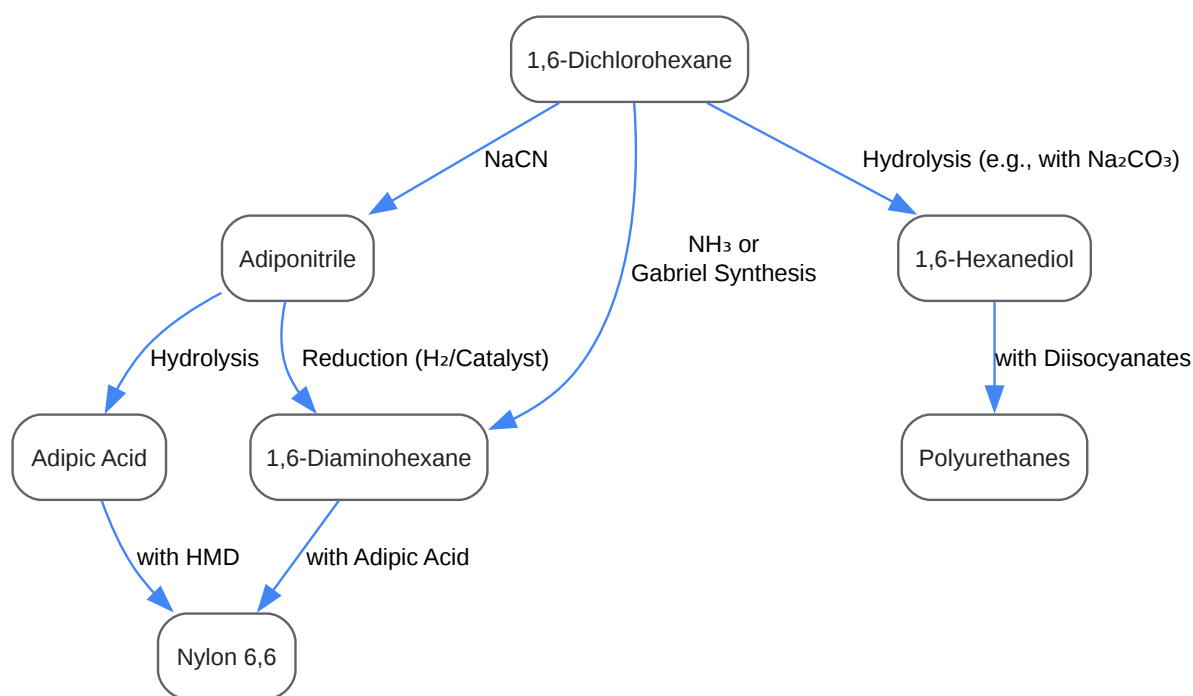 1,6-Dichlorohexane
NaCN
Hydrolysis (e.g., with Na₂CO₃)
Adiponitrile
NH₃ or
Gabriel Synthesis
1,6-Hexanediol
Hydrolysis
Reduction (H₂/Catalyst)
with Diisocyanates
Adipic Acid
1,6-Diaminohexane
Polyurethanes
with HMD
with Adipic Acid
Nylon 6,6